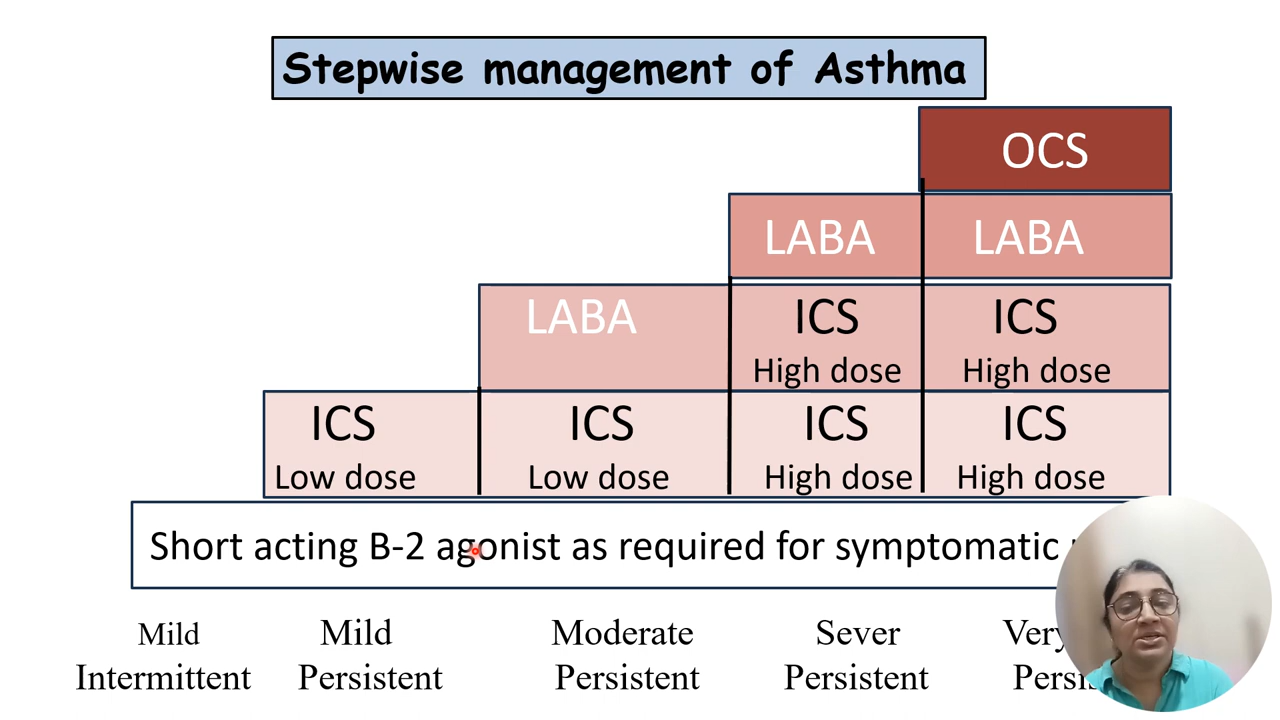 Stepwise management of Asthma
OCS
LABA LABA
LABA ICS ICS
High dose High dose
ICS ICS ICS ICS
Low dose Low dose High dose High dose
Short acting B-2 agonist as required for symptomatic
Mild Mild Moderate Sever Very
Intermittent Persistent Persistent Persistent